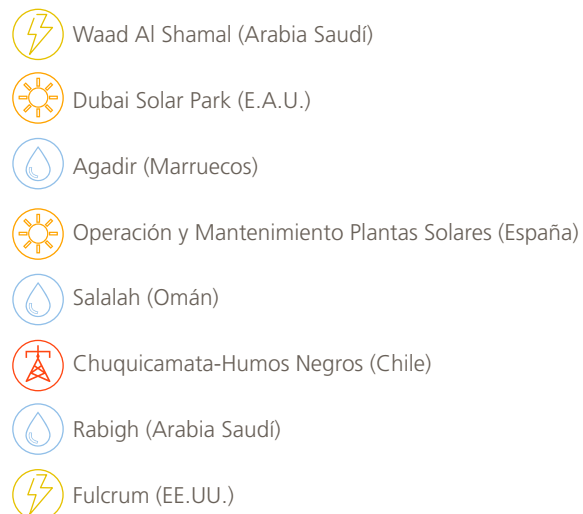 Waad Al Shamal (Arabia Saudí)
Dubai Solar Park (E.A.U.)
Agadir (Marruecos)
Operación y Mantenimiento Plantas Solares (España)
Salalah (Omán)
Chuquicamata-Humos Negros (Chile)
Rabigh (Arabia Saudí)
Fulcrum (EE.UU.)